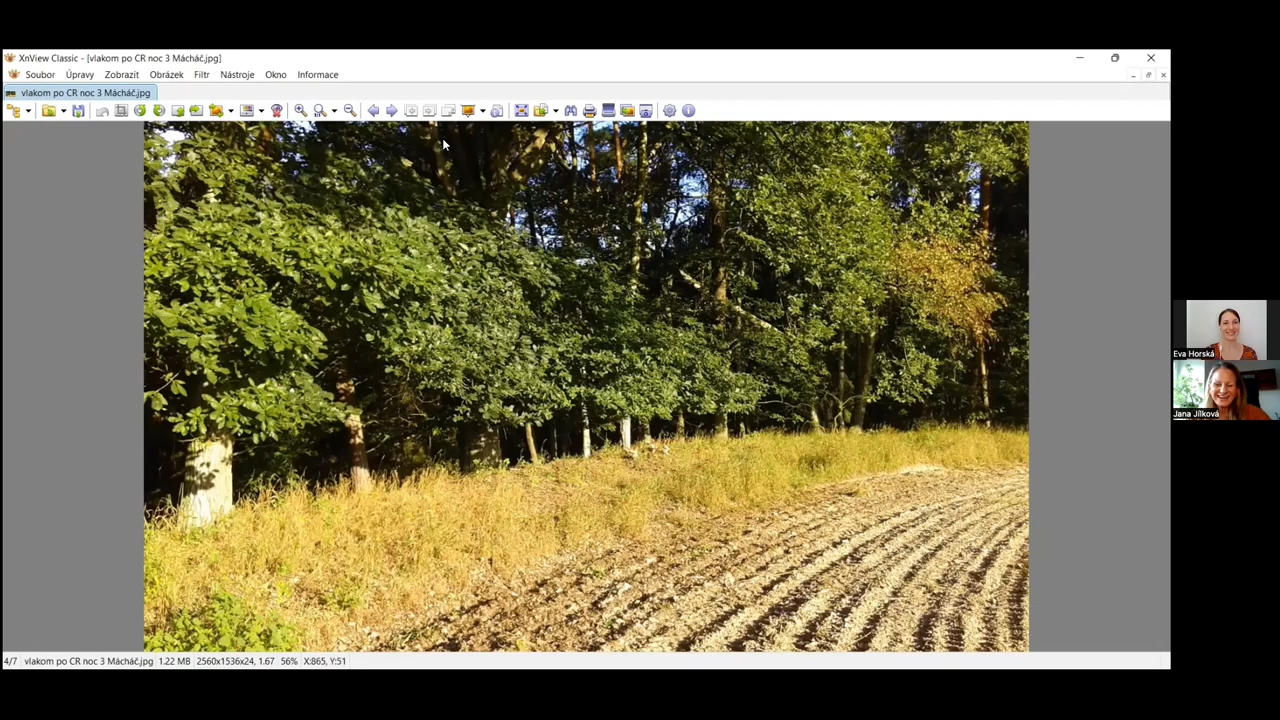 XnView Classic - [vlakom po CR noc 3 Mácháč.jpg]
Soubor Úpravy Zobrazit Obrázek Filtr Nástroje Okno Informace
vlakom po CR noc 3 Mácháč.jpg
Eva Horská
Jana Jílková
4/7 vlakom po CR noc 3 Mácháč.jpg 1.22 MB 2560x1536x24, 1.67 56% X:865, Y:51